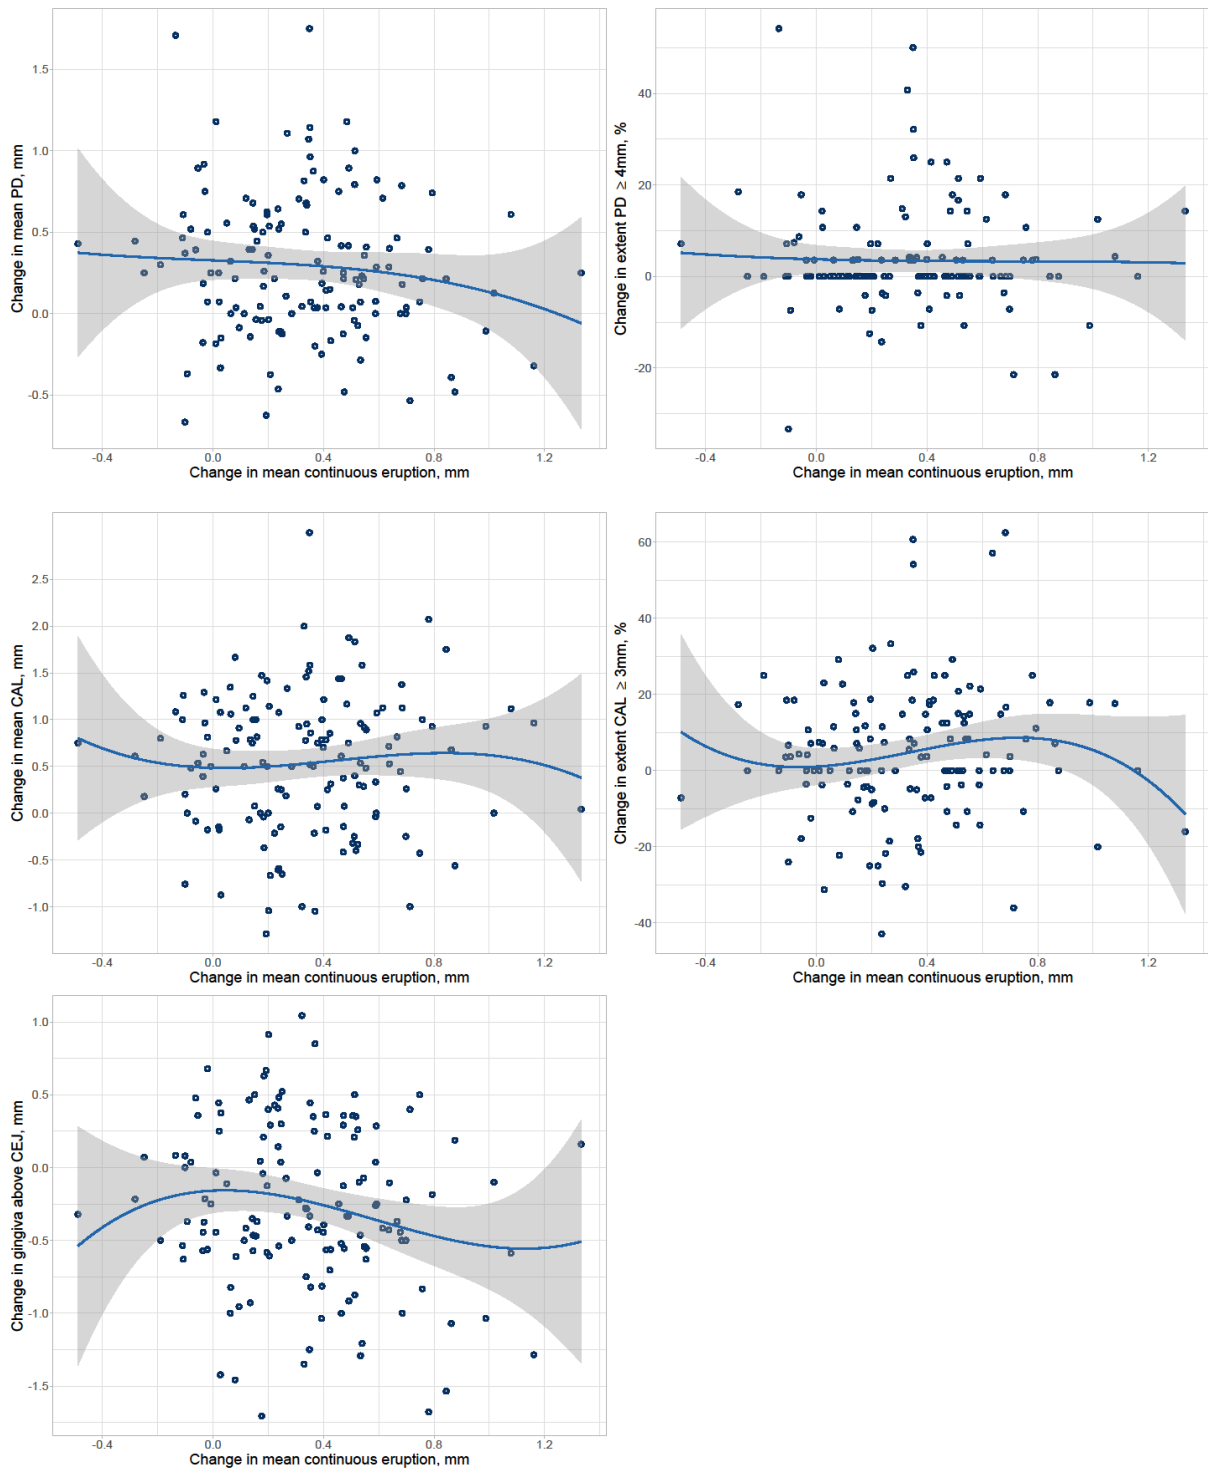 Change in mean PD, mm
1.5
1.0
0.5
0.0
-0.5
-0.4 0.0 0.4 0.8 1.2
Change in mean continuous eruption, mm
Change in extent PD ≥ 4mm, %
40
20
0
-20
-0.4 0.0 0.4 0.8 1.2
Change in mean continuous eruption, mm
Change in mean CAL, mm
2.5
2.0
1.5
1.0
0.5
0.0
-0.5
-1.0
-0.4 0.0 0.4 0.8 1.2
Change in mean continuous eruption, mm
Change in extent CAL ≥ 3mm, %
60
40
20
0
-20
-40
-0.4 0.0 0.4 0.8 1.2
Change in mean continuous eruption, mm
Change in gingiva above CEJ, mm
1.0
0.5
0.0
-0.5
-1.0
-1.5
-0.4 0.0 0.4 0.8 1.2
Change in mean continuous eruption, mm